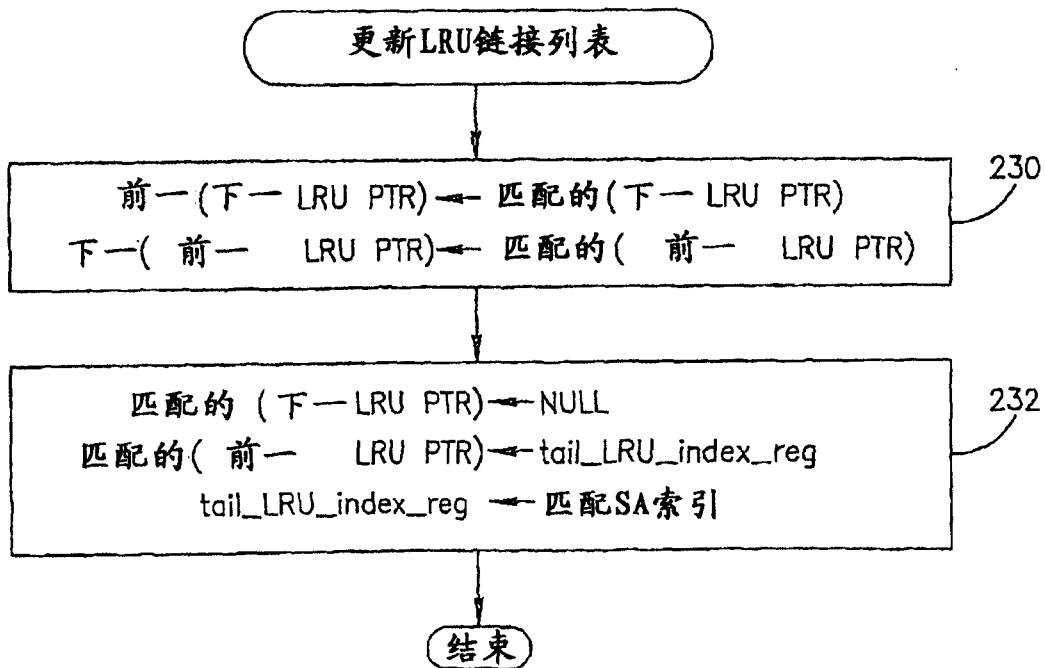 更新LRU链接列表
230
前一(下一 LRU PTR)← 匹配的(下一 LRU PTR)
下一( 前一 LRU PTR)← 匹配的( 前一 LRU PTR)
232
匹配的 (下一 LRU PTR)←NULL
匹配的( 前一 LRU PTR)←tail_LRU_index_reg
tail_LRU_index_reg ← 匹配SA索引
结束